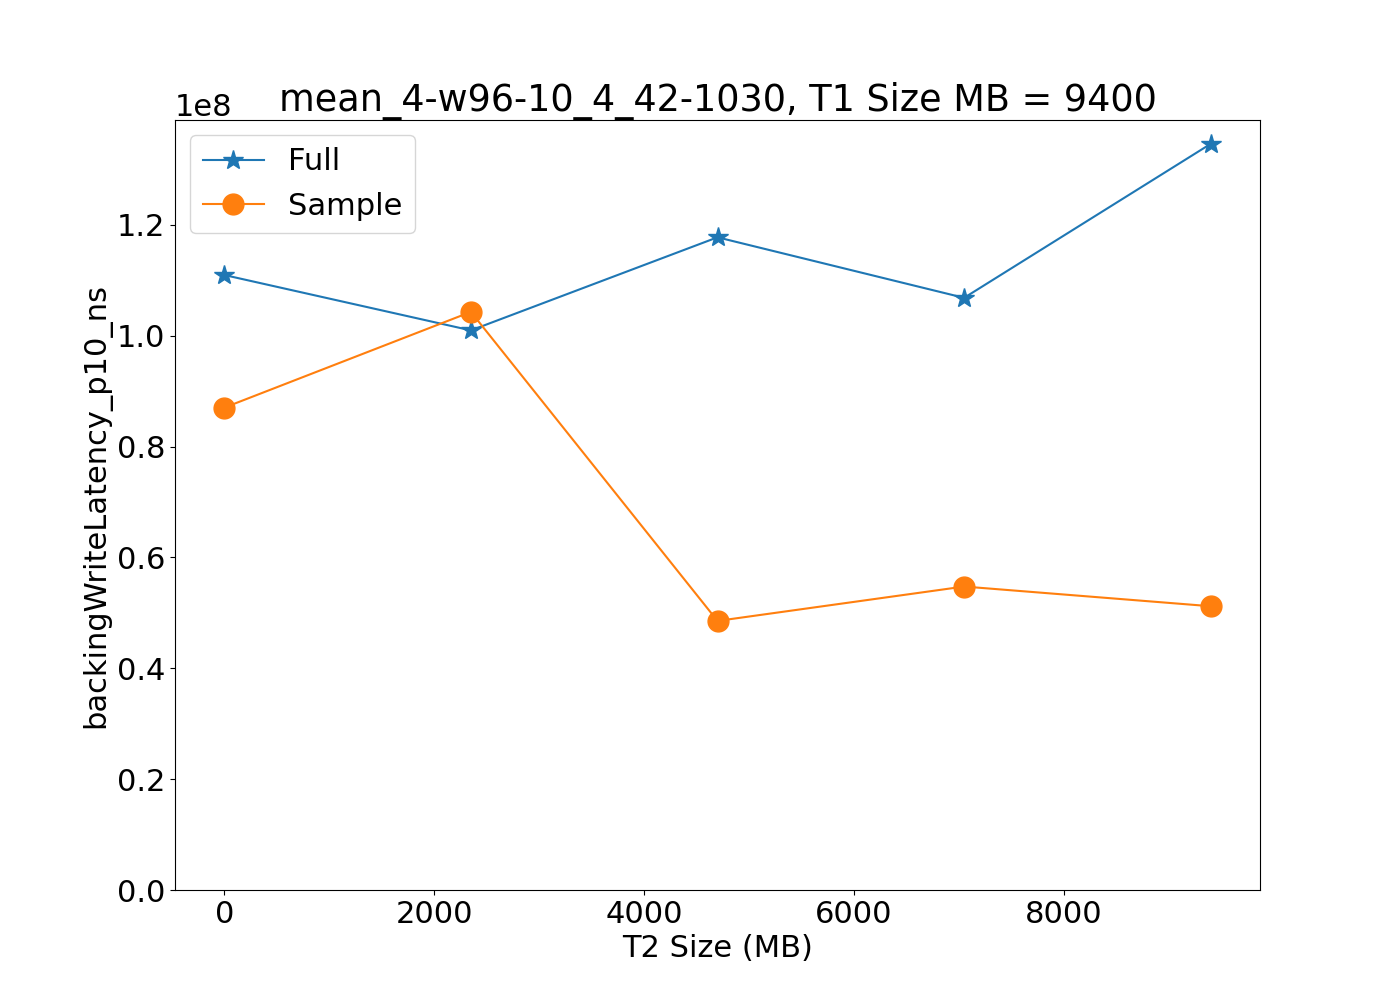 1e8
mean_4-w96-10_4_42-1030, T1 Size MB = 9400
Full
Sample
1.2
1.0
0.8
0.6
0.4
0.2
0.0
backingWriteLatency_p10_ns
0 2000 4000 6000 8000
T2 Size (MB)